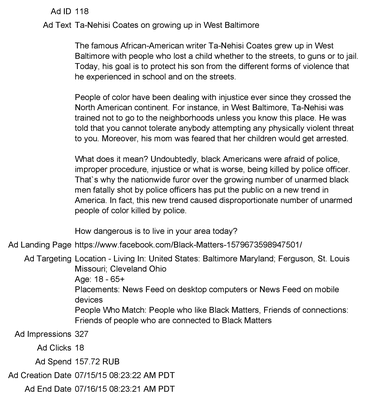 Ad ID 118
Ad Text Ta-Nehisi Coates on growing up in West Baltimore
The famous African-American writer Ta-Nehisi Coates grew up in West
Baltimore with people who lost a child whether to the streets, to guns or to jail.
Today, his goal is to protect his son from the different forms of violence that
he experienced in school and on the streets.
People of color have been dealing with injustice ever since they crossed the
North American continent. For instance, in West Baltimore, Ta-Nehisi was
trained not to go to the neighborhoods unless you know this place. He was
told that you cannot tolerate anybody attempting any physically violent threat
to you. Moreover, his mom was feared that her children would get arrested.
What does it mean? Undoubtedly, black Americans were afraid of police,
improper procedure, injustice or what is worse, being killed by police officer.
That`s why the nationwide furor over the growing number of unarmed black
men fatally shot by police officers has put the public on a new trend in
America. In fact, this new trend caused disproportionate number of unarmed
people of color killed by police.
How dangerous is to live in your area today?
Ad Landing Page https://www.facebook.com/Black-Matters-1579673598947501/
Ad Targeting Location - Living In: United States: Baltimore Maryland; Ferguson, St. Louis
Missouri; Cleveland Ohio
Age: 18 - 65+
Placements: News Feed on desktop computers or News Feed on mobile
devices
People Who Match: People who like Black Matters, Friends of connections:
Friends of people who are connected to Black Matters
Ad Impressions 327
Ad Clicks 18
Ad Spend 157.72 RUB
Ad Creation Date 07/15/15 08:23:22 AM PDT
Ad End Date 07/16/15 08:23:21 AM PDT